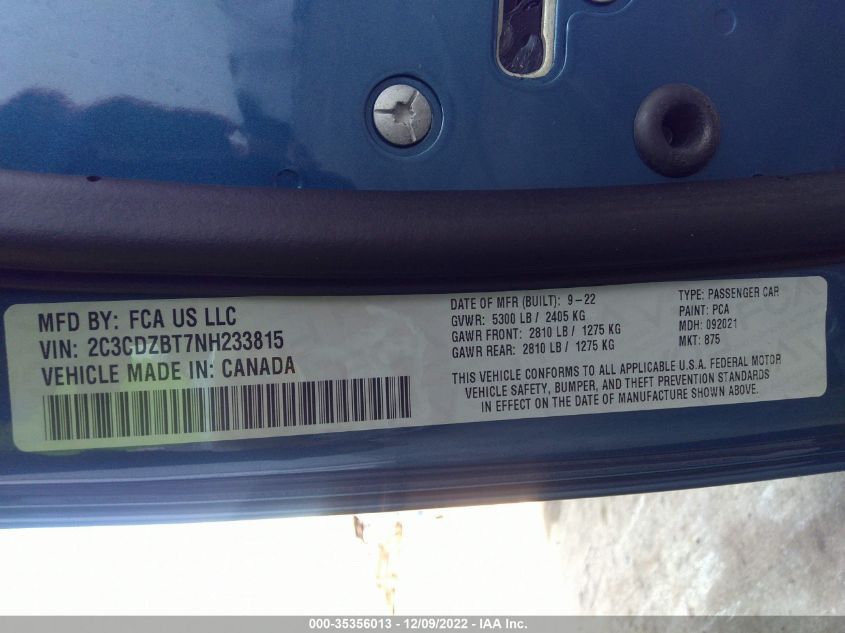 MFD BY: FCA US LLC
VIN: 2C3CDZBT7NH233815
VEHICLE MADE IN: CANADA
DATE OF MFR (BUILT): 9-22
GVWR: 5300 LB / 2405 KG
GAWR FRONT: 2810 LB / 1275 KG
GAWR REAR: 2810 LB / 1275 KG
TYPE: PASSENGER CAR
PAINT: PCA
MDH: 092021
MKT: 875
THIS VEHICLE CONFORMS TO ALL APPLICABLE U.S.A. FEDERAL MOTOR
VEHICLE SAFETY, BUMPER, AND THEFT PREVENTION STANDARDS
IN EFFECT ON THE DATE OF MANUFACTURE SHOWN ABOVE.
000-35356013 - 12/09/2022 - IAA Inc.